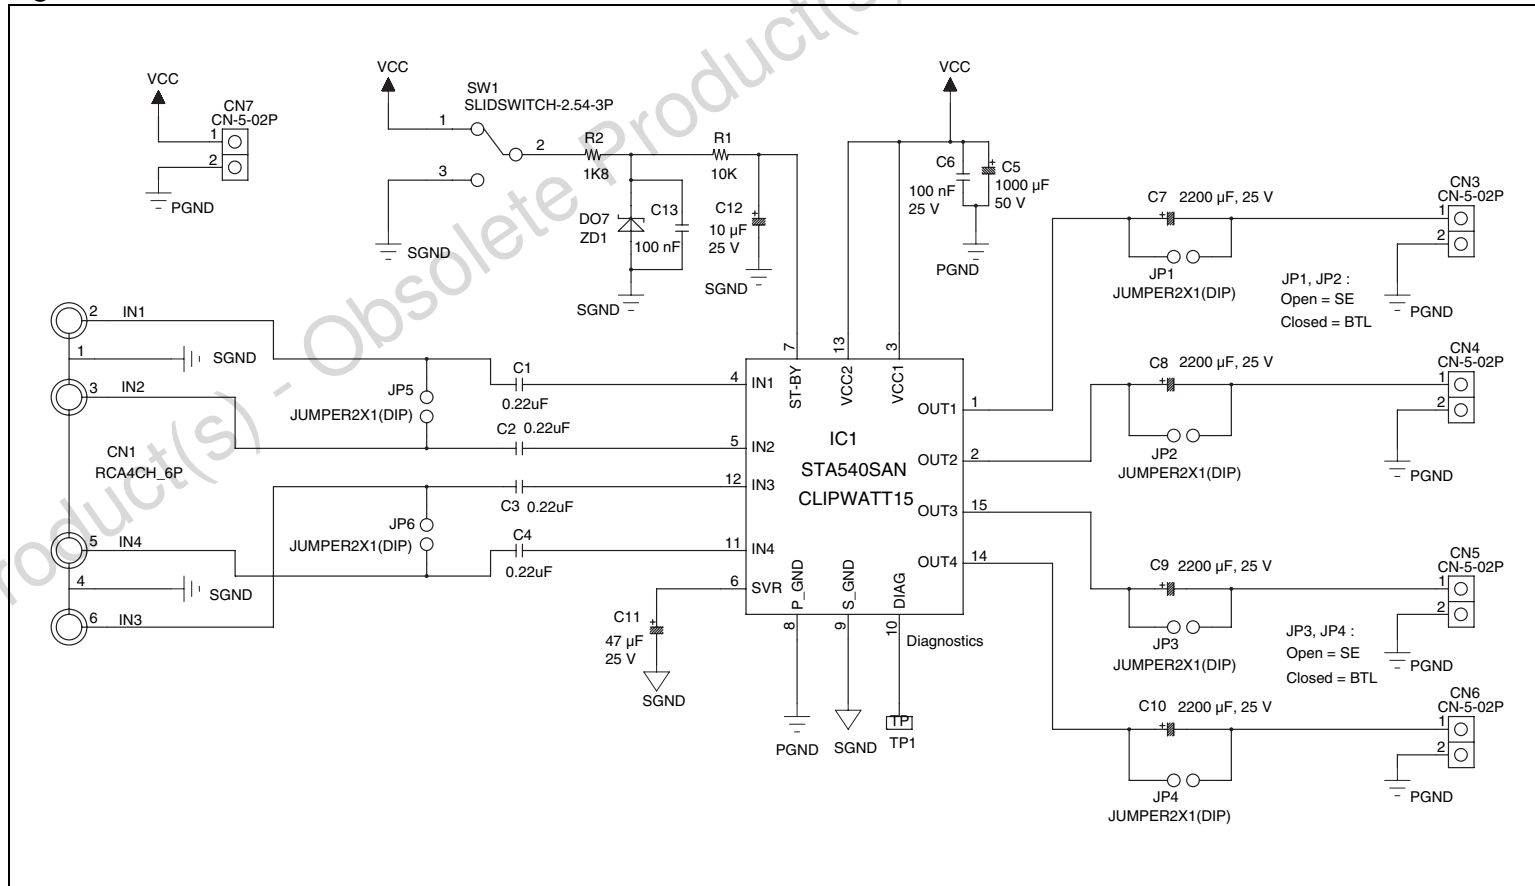 Product(s) - Obsolete Product(s)
VCC
CN7
CN-5-02P
1
2
PGND
VCC
SW1
SLIDSWITCH-2.54-3P
1
2
3
SGND
R2
1K8
R1
10K
DO7
ZD1
C13
100 nF
C12
10 µF
25 V
SGND
SGND
VCC
C6
100 nF
25 V
C5
1000 µF
50 V
PGND
C7 2200 µF, 25 V
JP1
JUMPER2X1(DIP)
CN3
CN-5-02P
1
2
PGND
JP1, JP2 :
Open = SE
Closed = BTL
C8 2200 µF, 25 V
JP2
JUMPER2X1(DIP)
CN4
CN-5-02P
1
2
PGND
2 IN1
1 SGND
3 IN2
CN1
RCA4CH_6P
5 IN4
4 SGND
6 IN3
JP5
JUMPER2X1(DIP)
JP6
JUMPER2X1(DIP)
C1
0.22uF
C2 0.22uF
C3 0.22uF
C4
0.22uF
C11
47 µF
25 V
SGND
7 13 3
ST-BY VCC2 VCC1
4 IN1
5 IN2
12 IN3
11 IN4
6 SVR
IC1
STA540SAN
CLIPWATT15
OUT1 1
OUT2 2
OUT3 15
OUT4 14
P_GND S_GND DIAG
8 9 10
Diagnostics
PGND
SGND
TP
TP1
C9 2200 µF, 25 V
JP3
JUMPER2X1(DIP)
CN5
CN-5-02P
1
2
PGND
JP3, JP4 :
Open = SE
Closed = BTL
C10 2200 µF, 25 V
JP4
JUMPER2X1(DIP)
CN6
CN-5-02P
1
2
PGND